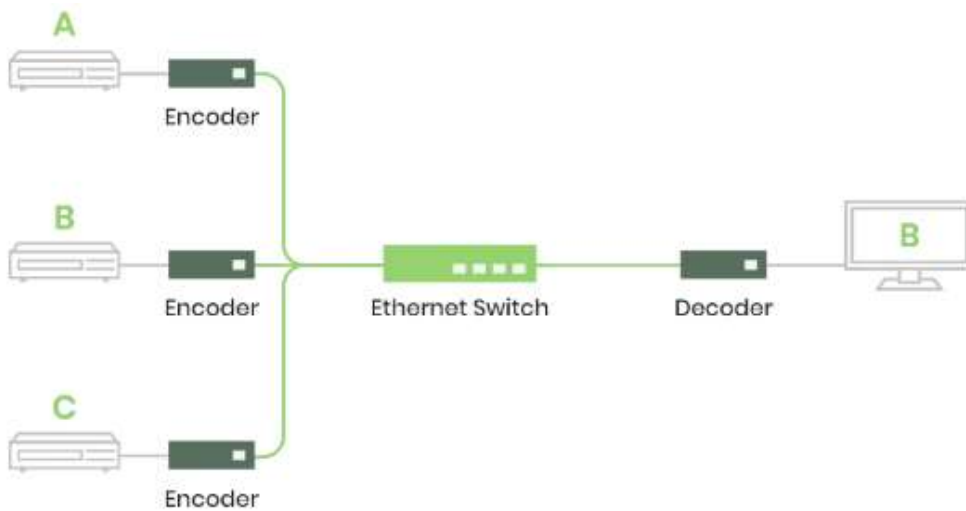 A
Encoder
B
B
Encoder
Ethernet Switch
Decoder
C
Encoder